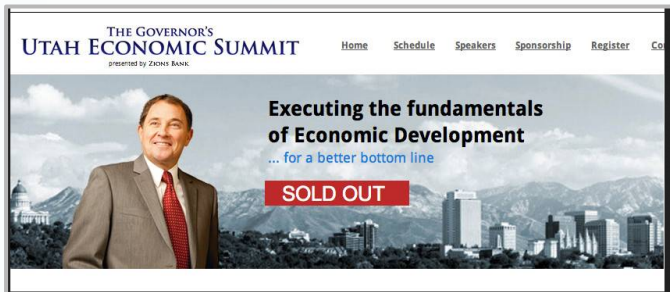 THE GOVERNOR'S
UTAH ECONOMIC SUMMIT
presented by ZIONS BANK
Home Schedule Speakers Sponsorship Register Co
Executing the fundamentals
of Economic Development
... for a better bottom line
SOLD OUT